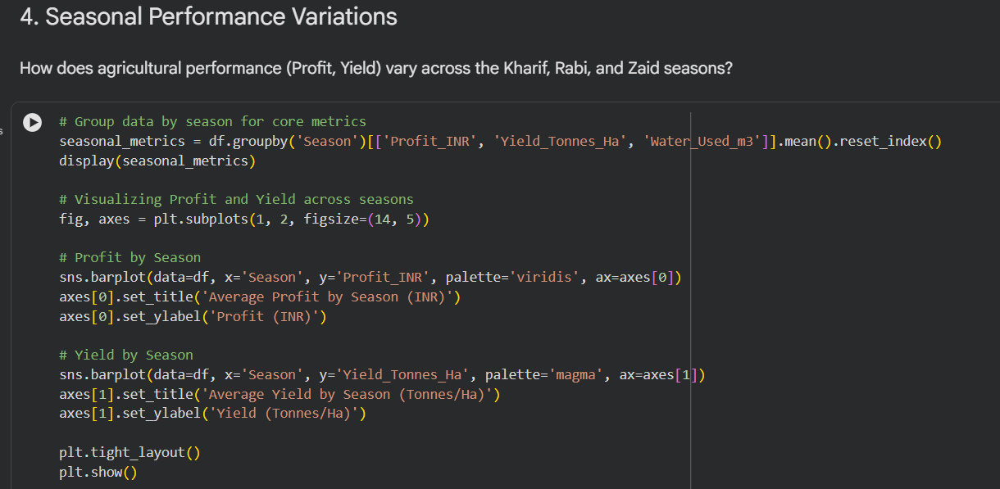 4. Seasonal Performance Variations
How does agricultural performance (Profit, Yield) vary across the Kharif, Rabi, and Zaid seasons?
s
# Group data by season for core metrics
seasonal_metrics = df.groupby('Season')[['Profit_INR', 'Yield_Tonnes_Ha', 'Water_Used_m3']].mean().reset_index()
display(seasonal_metrics)
# Visualizing Profit and Yield across seasons
fig, axes = plt.subplots(1, 2, figsize=(14, 5))
# Profit by Season
sns.barplot(data=df, x='Season', y='Profit_INR', palette='viridis', ax=axes[0])
axes[0].set_title('Average Profit by Season (INR)')
axes[0].set_ylabel('Profit (INR)')
# Yield by Season
sns.barplot(data=df, x='Season', y='Yield_Tonnes_Ha', palette='magma', ax=axes[1])
axes[1].set_title('Average Yield by Season (Tonnes/Ha)')
axes[1].set_ylabel('Yield (Tonnes/Ha)')
plt.tight_layout()
plt.show()